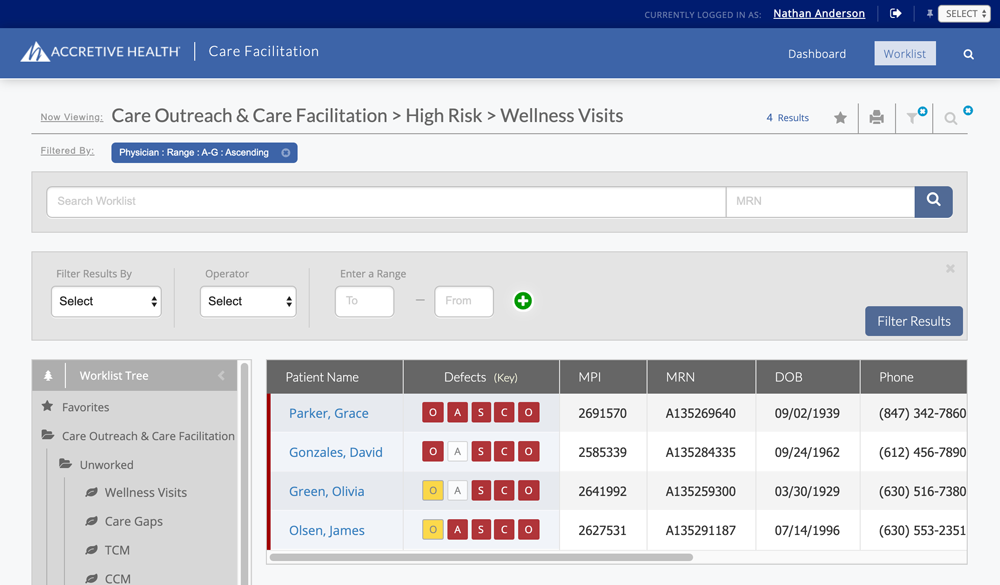 CURRENTLY LOGGED IN AS: Nathan Anderson SELECT
ACCRETIVE HEALTH Care Facilitation Dashboard Worklist
Now Viewing: Care Outreach & Care Facilitation > High Risk > Wellness Visits 4 Results
Filtered By: Physician : Range : A-G : Ascending
Search Worklist MRN
Filter Results By Operator Enter a Range
Select Select To — From
Filter Results
Worklist Tree
Favorites
Care Outreach & Care Facilitation
Unworked
Wellness Visits
Care Gaps
TCM
CCM
Patient Name Defects (Key) MPI MRN DOB Phone
Parker, Grace O A S C O 2691570 A135269640 09/02/1939 (847) 342-7860
Gonzales, David O A S C O 2585339 A135284335 09/24/1962 (612) 456-7890
Green, Olivia O A S C O 2641992 A135259300 03/30/1929 (630) 516-7380
Olsen, James O A S C O 2627531 A135291187 07/14/1996 (630) 553-2351